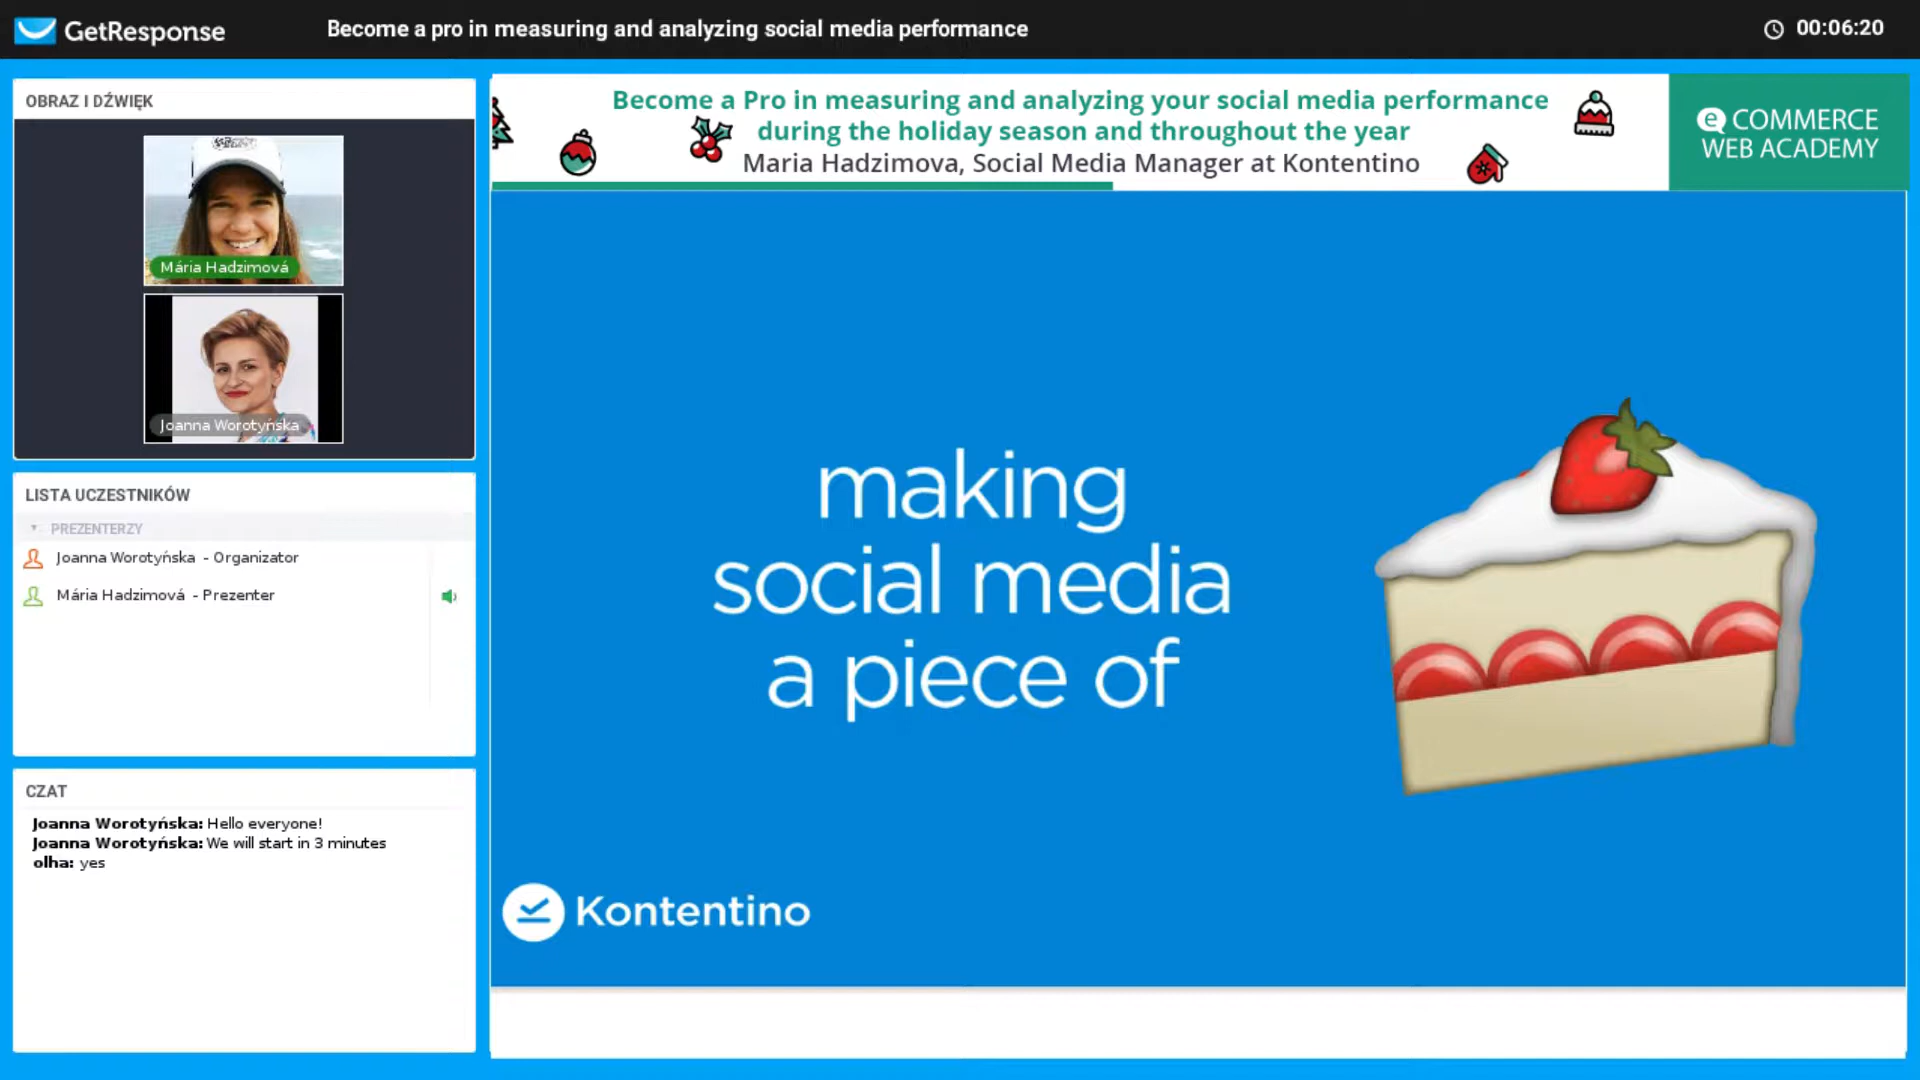 GetResponse
Become a pro in measuring and analyzing social media performance
00:06:20
OBRAZ I DŹWIĘK
Mária Hadzimová
Joanna Worotyńska
LISTA UCZESTNIKÓW
PREZENTERZY
Joanna Worotyńska - Organizator
Mária Hadzimová - Prezenter
CZAT
Joanna Worotyńska: Hello everyone!
Joanna Worotyńska: We will start in 3 minutes
olha: yes
Become a Pro in measuring and analyzing your social media performance
during the holiday season and throughout the year
Maria Hadzimova, Social Media Manager at Kontentino
e COMMERCE
WEB ACADEMY
making
social media
a piece of
Kontentino